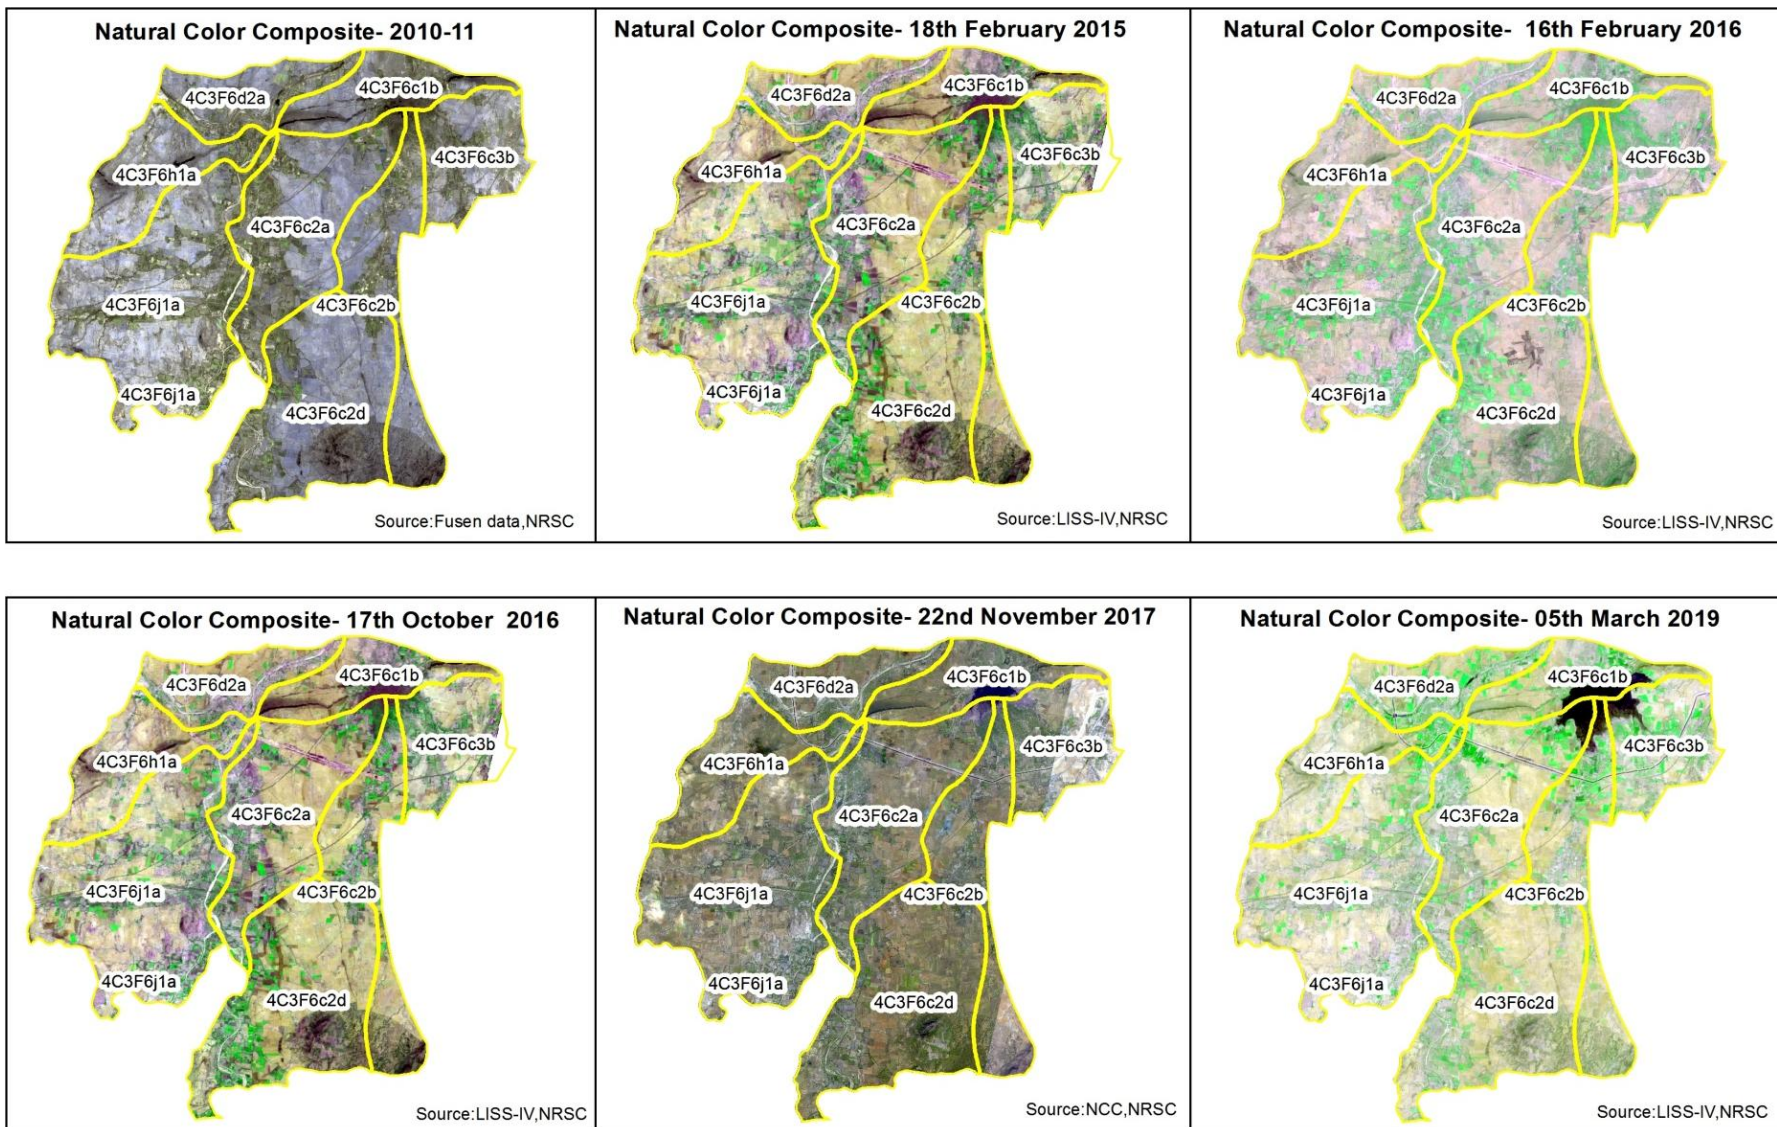 Natural Color Composite- 2010-11
4C3F6d2a
4C3F6c1b
4C3F6c3b
4C3F6h1a
4C3F6c2a
4C3F6j1a
4C3F6c2b
4C3F6j1a
4C3F6c2d
Source:Fusen data,NRSC
Natural Color Composite- 18th February 2015
4C3F6d2a
4C3F6c1b
4C3F6c3b
4C3F6h1a
4C3F6c2a
4C3F6j1a
4C3F6c2b
4C3F6j1a
4C3F6c2d
Source:LISS-IV,NRSC
Natural Color Composite- 16th February 2016
4C3F6d2a
4C3F6c1b
4C3F6c3b
4C3F6h1a
4C3F6c2a
4C3F6j1a
4C3F6c2b
4C3F6j1a
4C3F6c2d
Source:LISS-IV,NRSC
Natural Color Composite- 17th October 2016
4C3F6d2a
4C3F6c1b
4C3F6c3b
4C3F6h1a
4C3F6c2a
4C3F6j1a
4C3F6c2b
4C3F6j1a
4C3F6c2d
Source:LISS-IV,NRSC
Natural Color Composite- 22nd November 2017
4C3F6d2a
4C3F6c1b
4C3F6c3b
4C3F6h1a
4C3F6c2a
4C3F6j1a
4C3F6c2b
4C3F6j1a
4C3F6c2d
Source:NCC,NRSC
Natural Color Composite- 05th March 2019
4C3F6d2a
4C3F6c1b
4C3F6c3b
4C3F6h1a
4C3F6c2a
4C3F6j1a
4C3F6c2b
4C3F6j1a
4C3F6c2d
Source:LISS-IV,NRSC